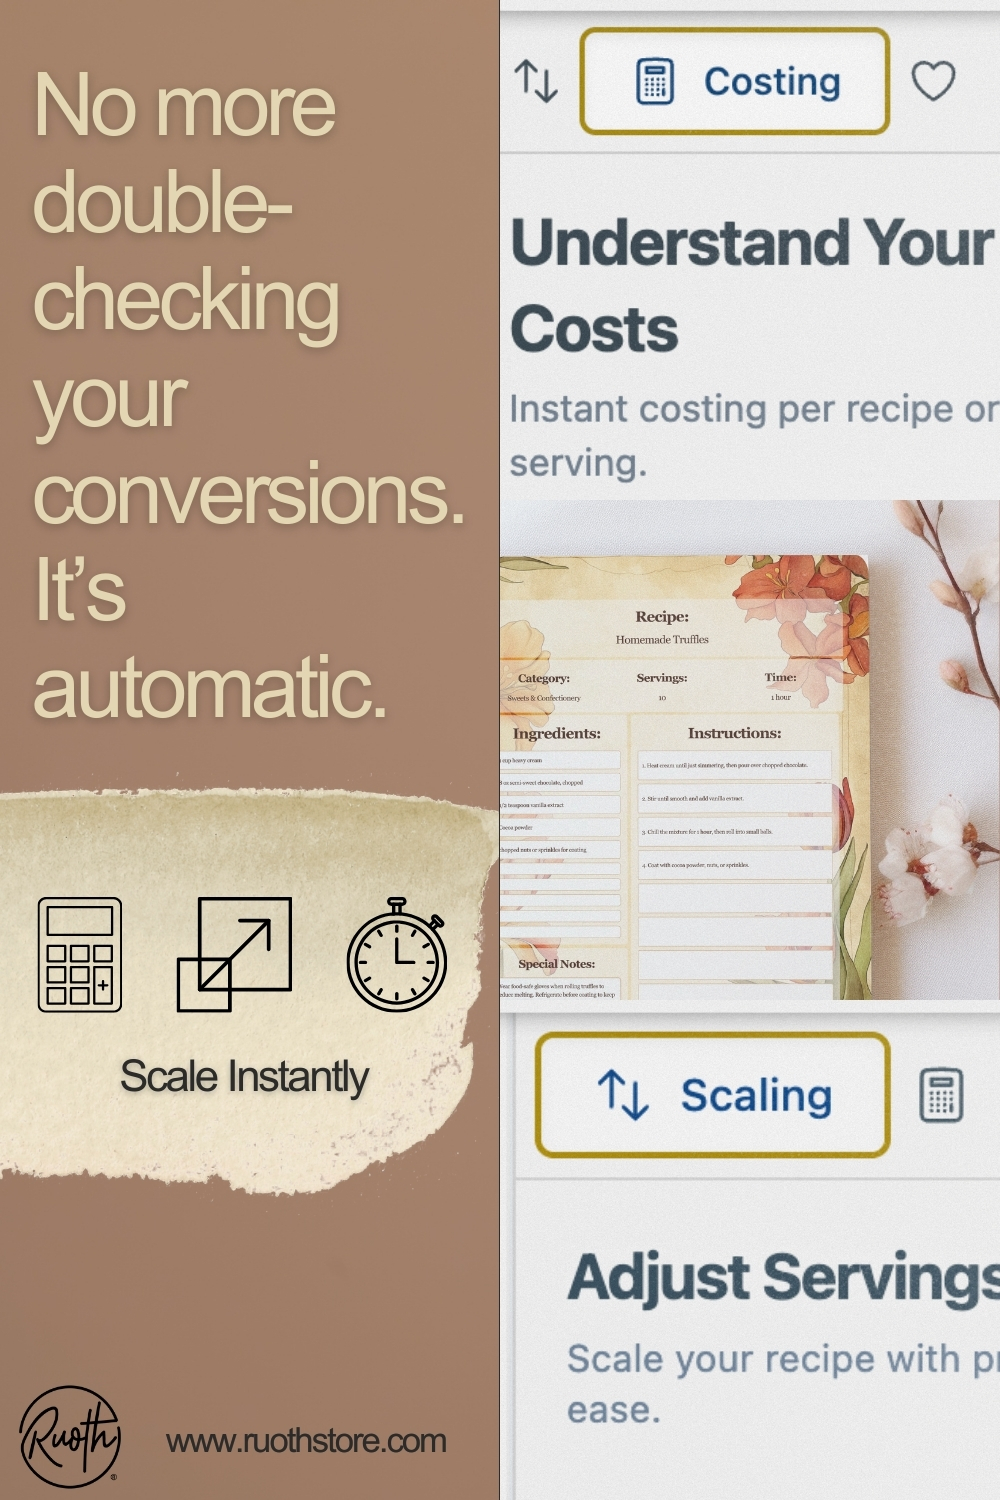 No more
double-
checking
your
conversions.
It’s
automatic.
Scale Instantly
Ruoth
®
www.ruothstore.com
Costing
Understand Your
Costs
Instant costing per recipe or
serving.
Recipe:
Homemade Truffles
Category:
Servings:
Time:
Sweets & Confectionery
10
1 hour
Ingredients:
cup heavy cream
oz semi-sweet chocolate, chopped
1/2 teaspoon vanilla extract
Cocoa powder
chopped nuts or sprinkles for coating
Special Notes:
Wear food-safe gloves when rolling truffles to
reduce melting. Refrigerate before coating to keep
Instructions:
1. Heat cream until just simmering, then pour over chopped chocolate.
2. Stir until smooth and add vanilla extract.
3. Chill the mixture for 1 hour, then roll into small balls.
4. Coat with cocoa powder, nuts, or sprinkles.
Scaling
Adjust Servings
Scale your recipe with pr
ease.